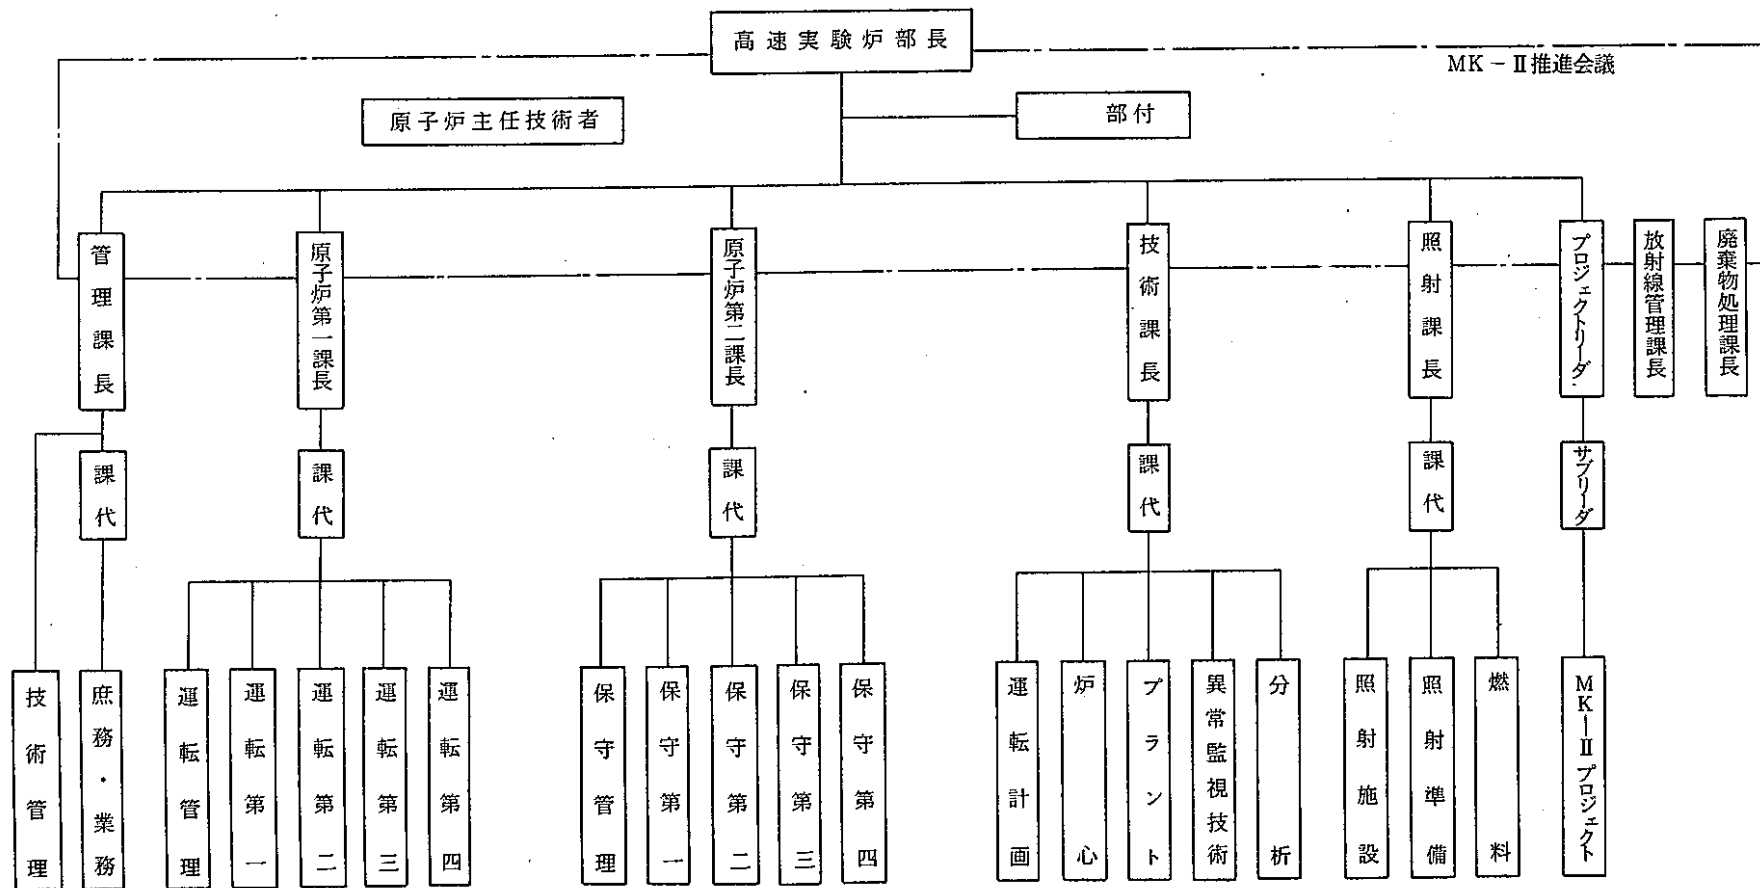 高速実験炉部長
MK-Ⅱ推進会議
原子炉主任技術者
部付
管理課長
原子炉第一課長
原子炉第二課長
技術課長
照射課長
プロジェクトリーダ
放射線管理課長
廃棄物処理課長
課代
課代
課代
課代
課代
サブリーダ
技術管理
庶務・業務
運転管理
運転第一
運転第二
運転第三
運転第四
保守管理
保守第一
保守第二
保守第三
保守第四
運転計画
炉心
プラント
異常監視技術
分析
照射施設
照射準備
燃料
MK-Ⅱプロジェクト